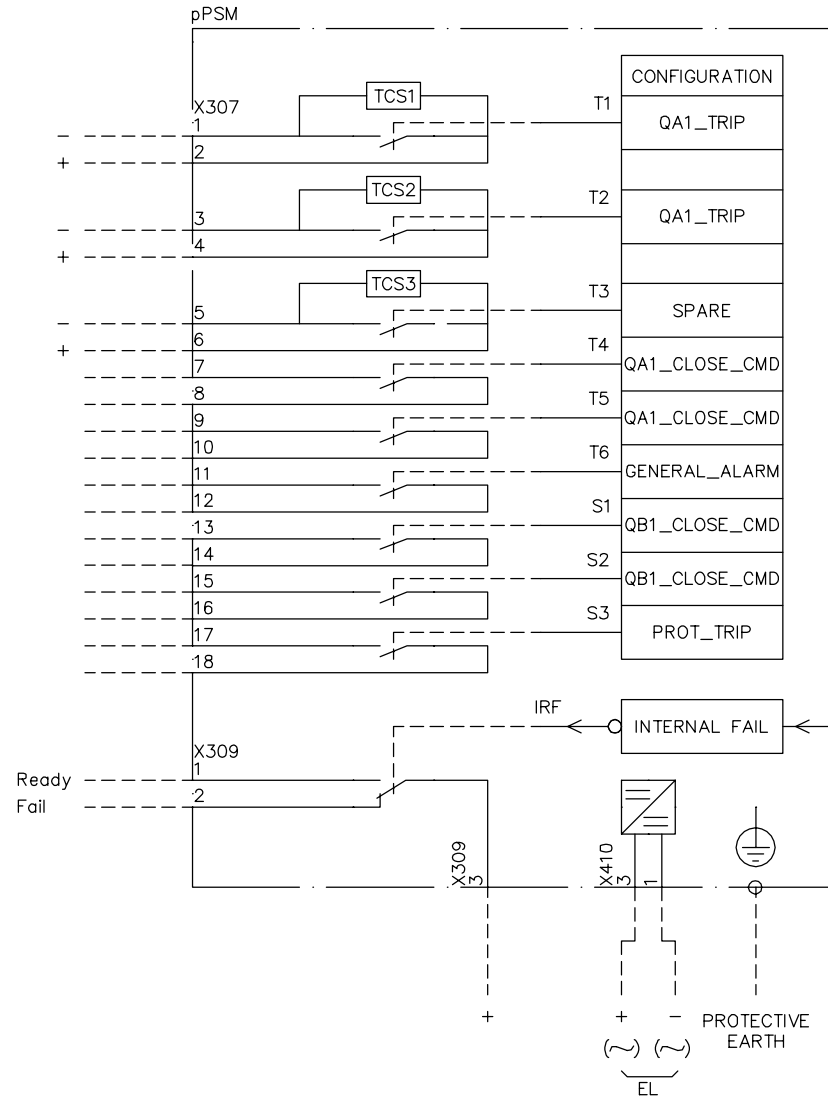 pPSM
CONFIGURATION
X307
TCS1
T1
QA1_TRIP
1
-
2
+
TCS2
T2
QA1_TRIP
3
-
4
+
TCS3
T3
SPARE
5
-
6
+
T4
QA1_CLOSE_CMD
7
8
T5
QA1_CLOSE_CMD
9
10
T6
GENERAL_ALARM
11
12
S1
QB1_CLOSE_CMD
13
14
S2
QB1_CLOSE_CMD
15
16
S3
PROT_TRIP
17
18
IRF
INTERNAL FAIL
X309
1
Ready
2
Fail
X309
3
X410
3
1
+
+
-
PROTECTIVE
EARTH
(~)
(~)
EL